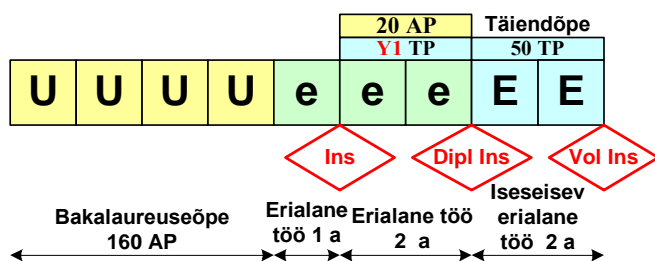 20 AP Täiendõpe
Y1 TP 50 TP
U U U U e e e E E
Ins Dipl Ins Vol Ins
Bakalaureuseõpe
160 AP
Erialane
töö 1 a
Erialane töö
2 a
Iseseisev
erialane
töö 2 a